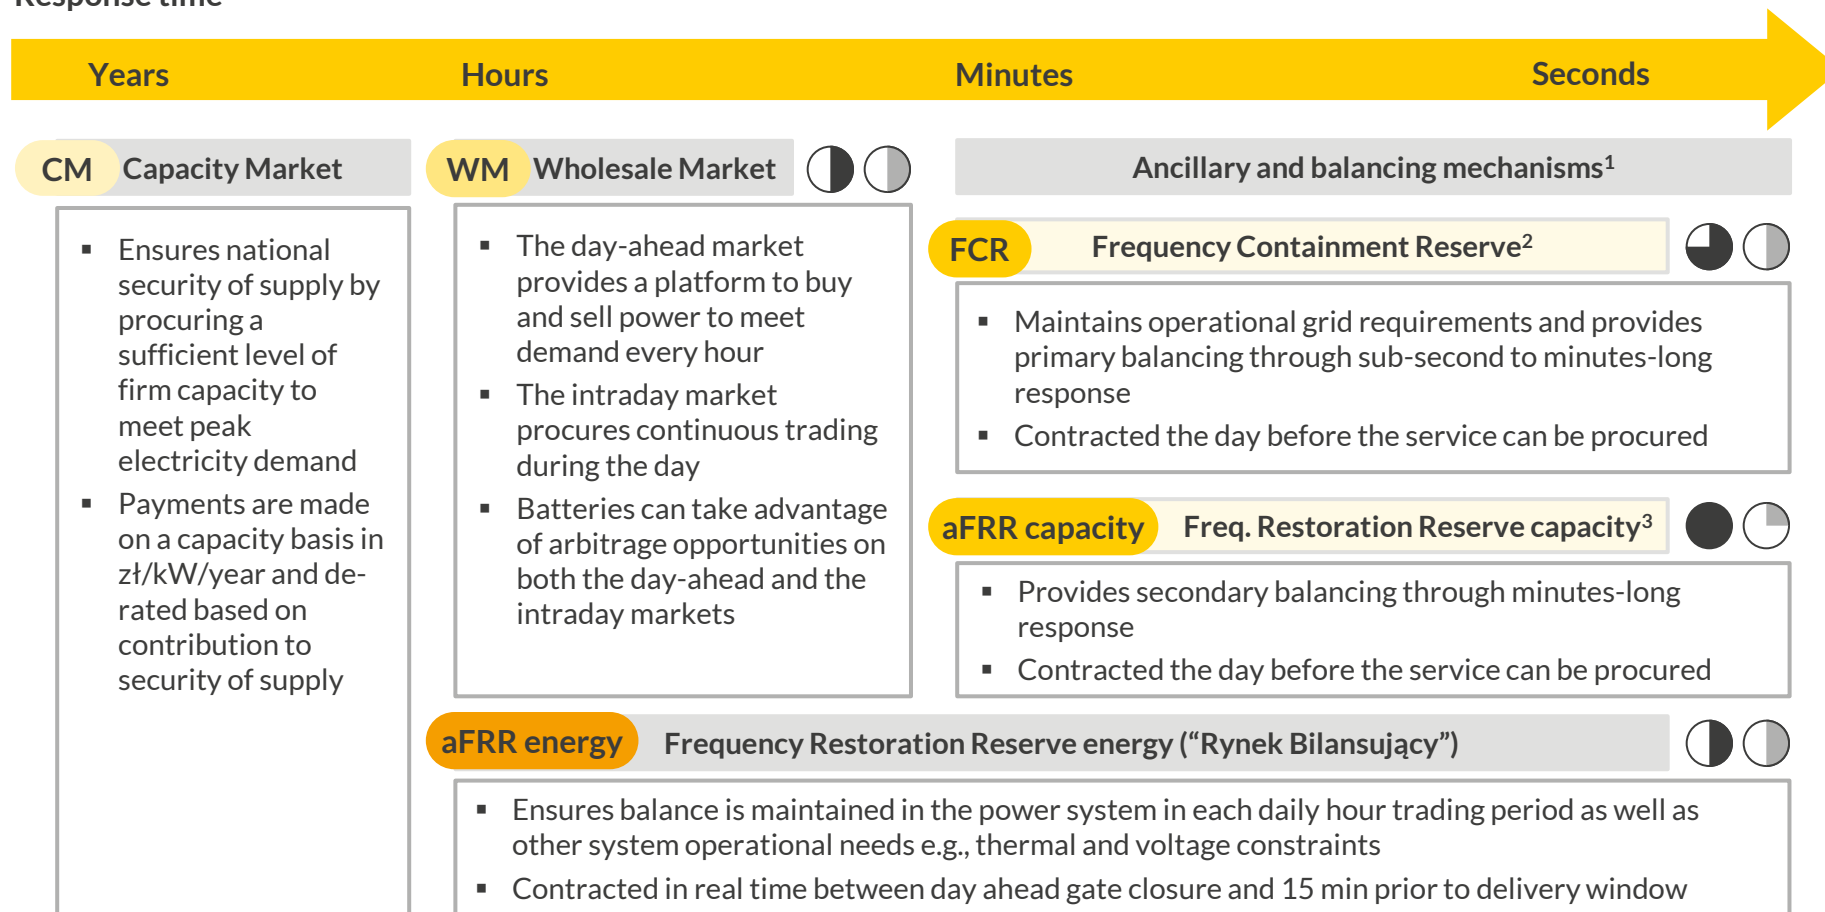 Response time
Years
Hours
Minutes
Seconds
CM
Capacity Market
▪ Ensures national
security of supply by
procuring a
sufficient level of
firm capacity to
meet peak
electricity demand
▪ Payments are made
on a capacity basis in
zł/kW/year and de-
rated based on
contribution to
security of supply
WM
Wholesale Market
▪ The day-ahead market
provides a platform to buy
and sell power to meet
demand every hour
▪ The intraday market
procures continuous trading
during the day
▪ Batteries can take advantage
of arbitrage opportunities on
both the day-ahead and the
intraday markets
Ancillary and balancing mechanisms¹
FCR
Frequency Containment Reserve²
▪ Maintains operational grid requirements and provides
primary balancing through sub-second to minutes-long
response
▪ Contracted the day before the service can be procured
aFRR capacity
Freq. Restoration Reserve capacity³
▪ Provides secondary balancing through minutes-long
response
▪ Contracted the day before the service can be procured
aFRR energy
Frequency Restoration Reserve energy (“Rynek Bilansujący”)
▪ Ensures balance is maintained in the power system in each daily hour trading period as well as
other system operational needs e.g., thermal and voltage constraints
▪ Contracted in real time between day ahead gate closure and 15 min prior to delivery window